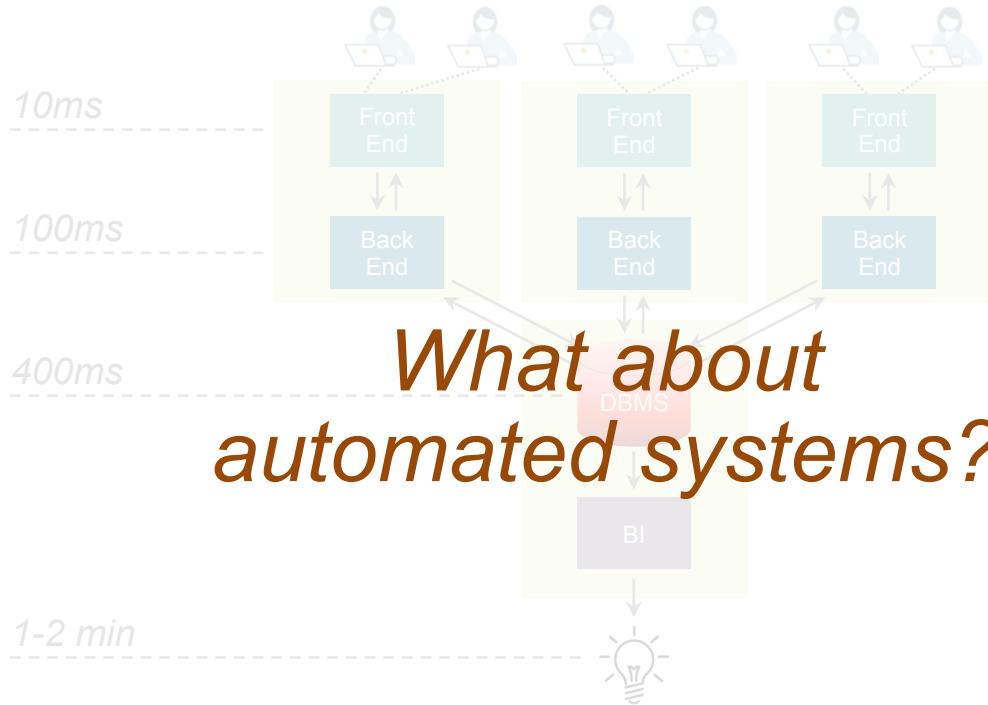 10ms
Front
End
Front
End
Front
End
100ms
Back
End
Back
End
Back
End
What about
400ms
DBMS
automated systems?
BI
1-2 min